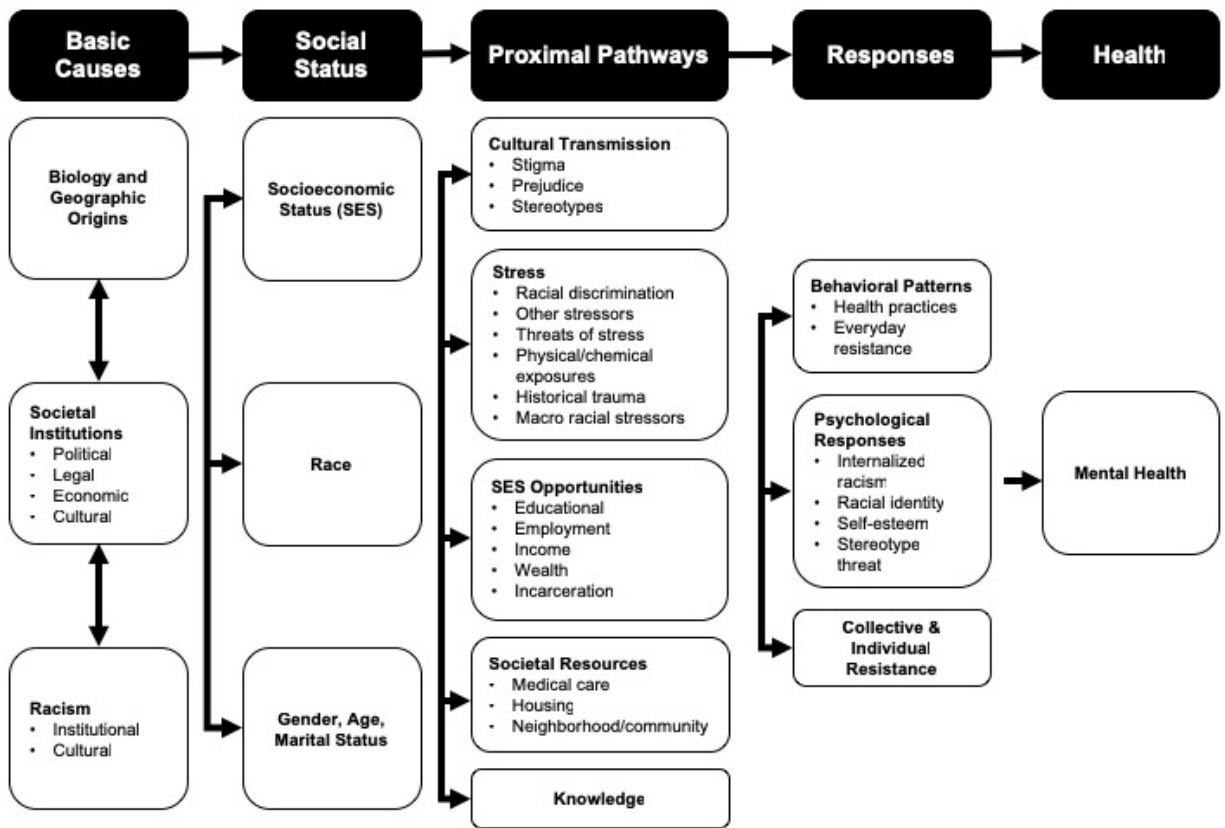 Basic
Causes
Social
Status
Proximal Pathways
Responses
Health
Biology and
Geographic
Origins
Societal
Institutions
- Political
- Legal
- Economic
- Cultural
Racism
• Institutional
• Cultural
Socioeconomic
Status (SES)
Race
Gender, Age,
Marital Status
Cultural Transmission
• Stigma
• Prejudice
• Stereotypes
Stress
• Racial discrimination
• Other stressors
• Threats of stress
• Physical/chemical
exposures
• Historical trauma
• Macro racial stressors
SES Opportunities
• Educational
• Employment
• Income
• Wealth
• Incarceration
Societal Resources
- Medical care
- Housing
- Neighborhood/community
Knowledge
Behavioral Patterns
• Health practices
• Everyday
resistance
Psychological
Responses
• Internalized
racism
• Racial identity
• Self-esteem
• Stereotype
threat
Collective &
Individual
Resistance
Mental Health